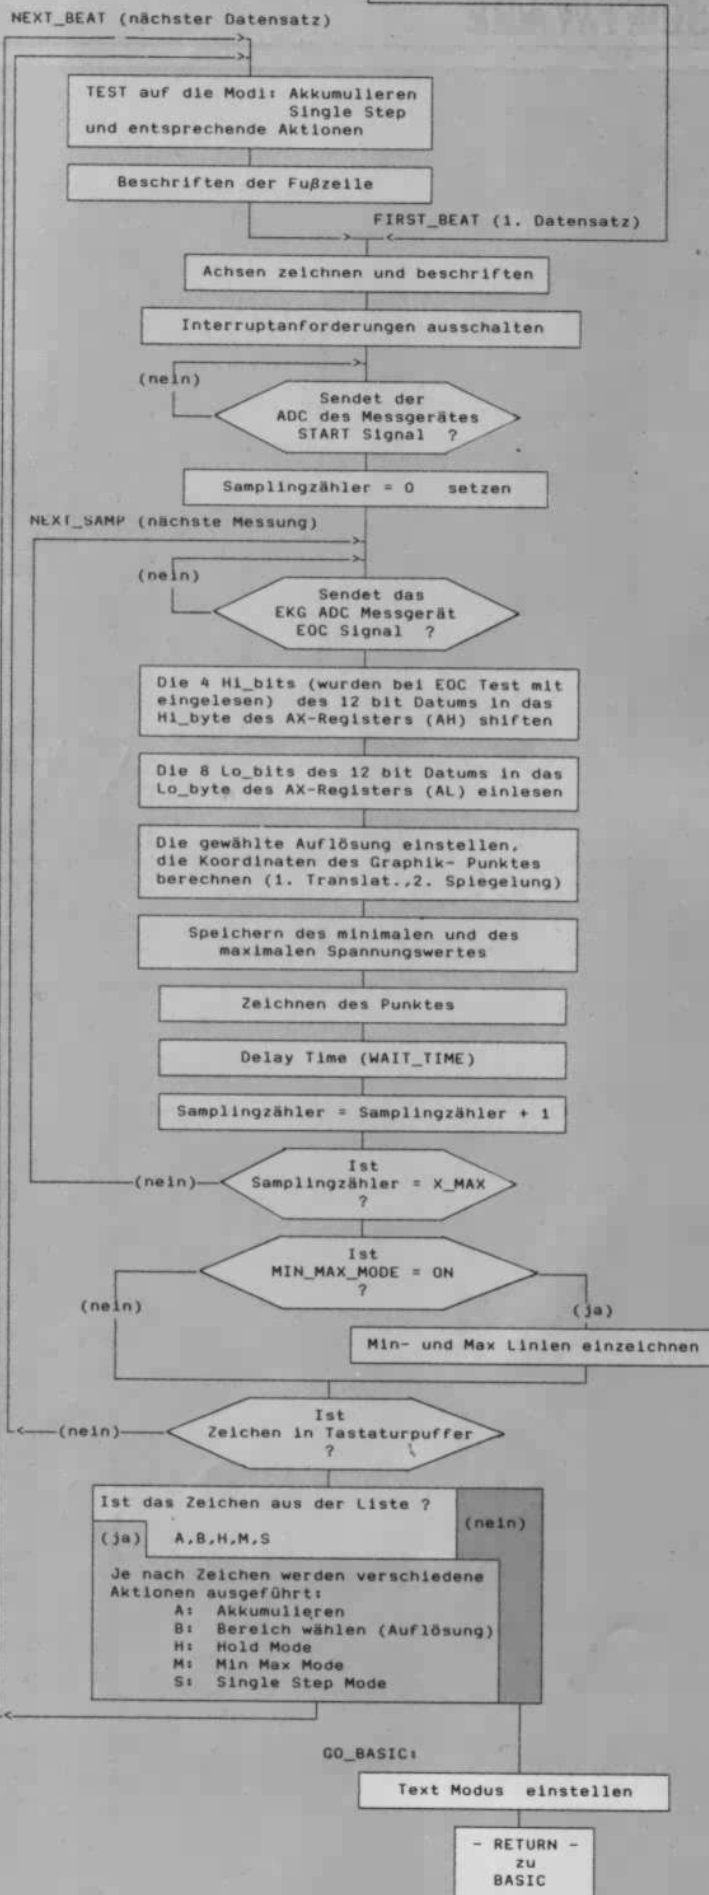 NEXT_BEAT (nächster Datensatz)
TEST auf die Modi: Akkumulieren
Single Step
und entsprechende Aktionen
Beschriften der Fußzeile
FIRST_BEAT (1. Datensatz)
Achsen zeichnen und beschriften
Interruptanforderungen ausschalten
(nein)
Sendet der
ADC des Messgerätes
START Signal ?
Samplingzähler = 0 setzen
NEXT_SAMP (nächste Messung)
(nein)
Sendet das
EKG ADC Messgerät
EOC Signal ?
Die 4 Hi_bits (wurden bei EOC Test mit
eingelesen) des 12 bit Datums in das
Hi_byte des AX-Registers (AH) shiften
Die 8 Lo_bits des 12 bit Datums in das
Lo_byte des AX-Registers (AL) einlesen
Die gewählte Auflösung einstellen,
die Koordinaten des Graphik- Punktes
berechnen (1. Translat.,2. Spiegelung)
Speichern des minimalen und des
maximalen Spannungswertes
Zeichnen des Punktes
Delay Time (WAIT_TIME)
Samplingzähler = Samplingzähler + 1
(nein)
Ist
Samplingzähler = X_MAX
?
Ist
MIN_MAX_MODE = ON
?
(nein)
(ja)
Min- und Max Linien einzeichnen
(nein)
Ist
Zeichen in Tastaturpuffer
?
Ist das Zeichen aus der Liste ?
(nein)
(ja) A,B,H,M,S
Je nach Zeichen werden verschiedene
Aktionen ausgeführt:
A: Akkumulieren
B: Bereich wählen (Auflösung)
H: Hold Mode
M: Min Max Mode
S: Single Step Mode
GO_BASIC:
Text Modus einstellen
- RETURN -
zu
BASIC